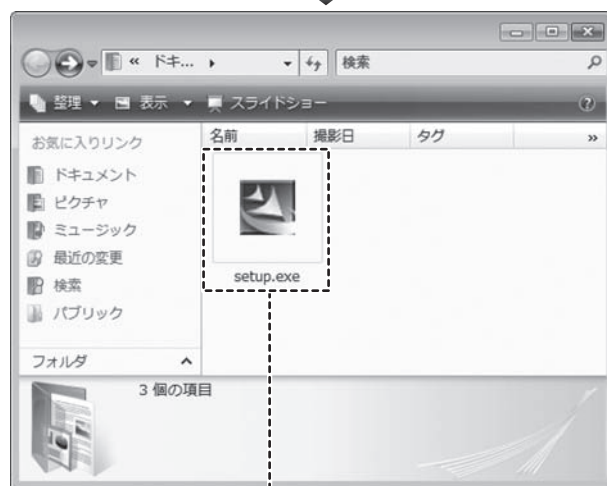 « ドキ...
検索
整理 表示 スライドショー
名前 撮影日 タグ »
お気に入りリンク
ドキュメント
ピクチャ
ミュージック
最近の変更
検索
パブリック
setup.exe
フォルダ
3 個の項目